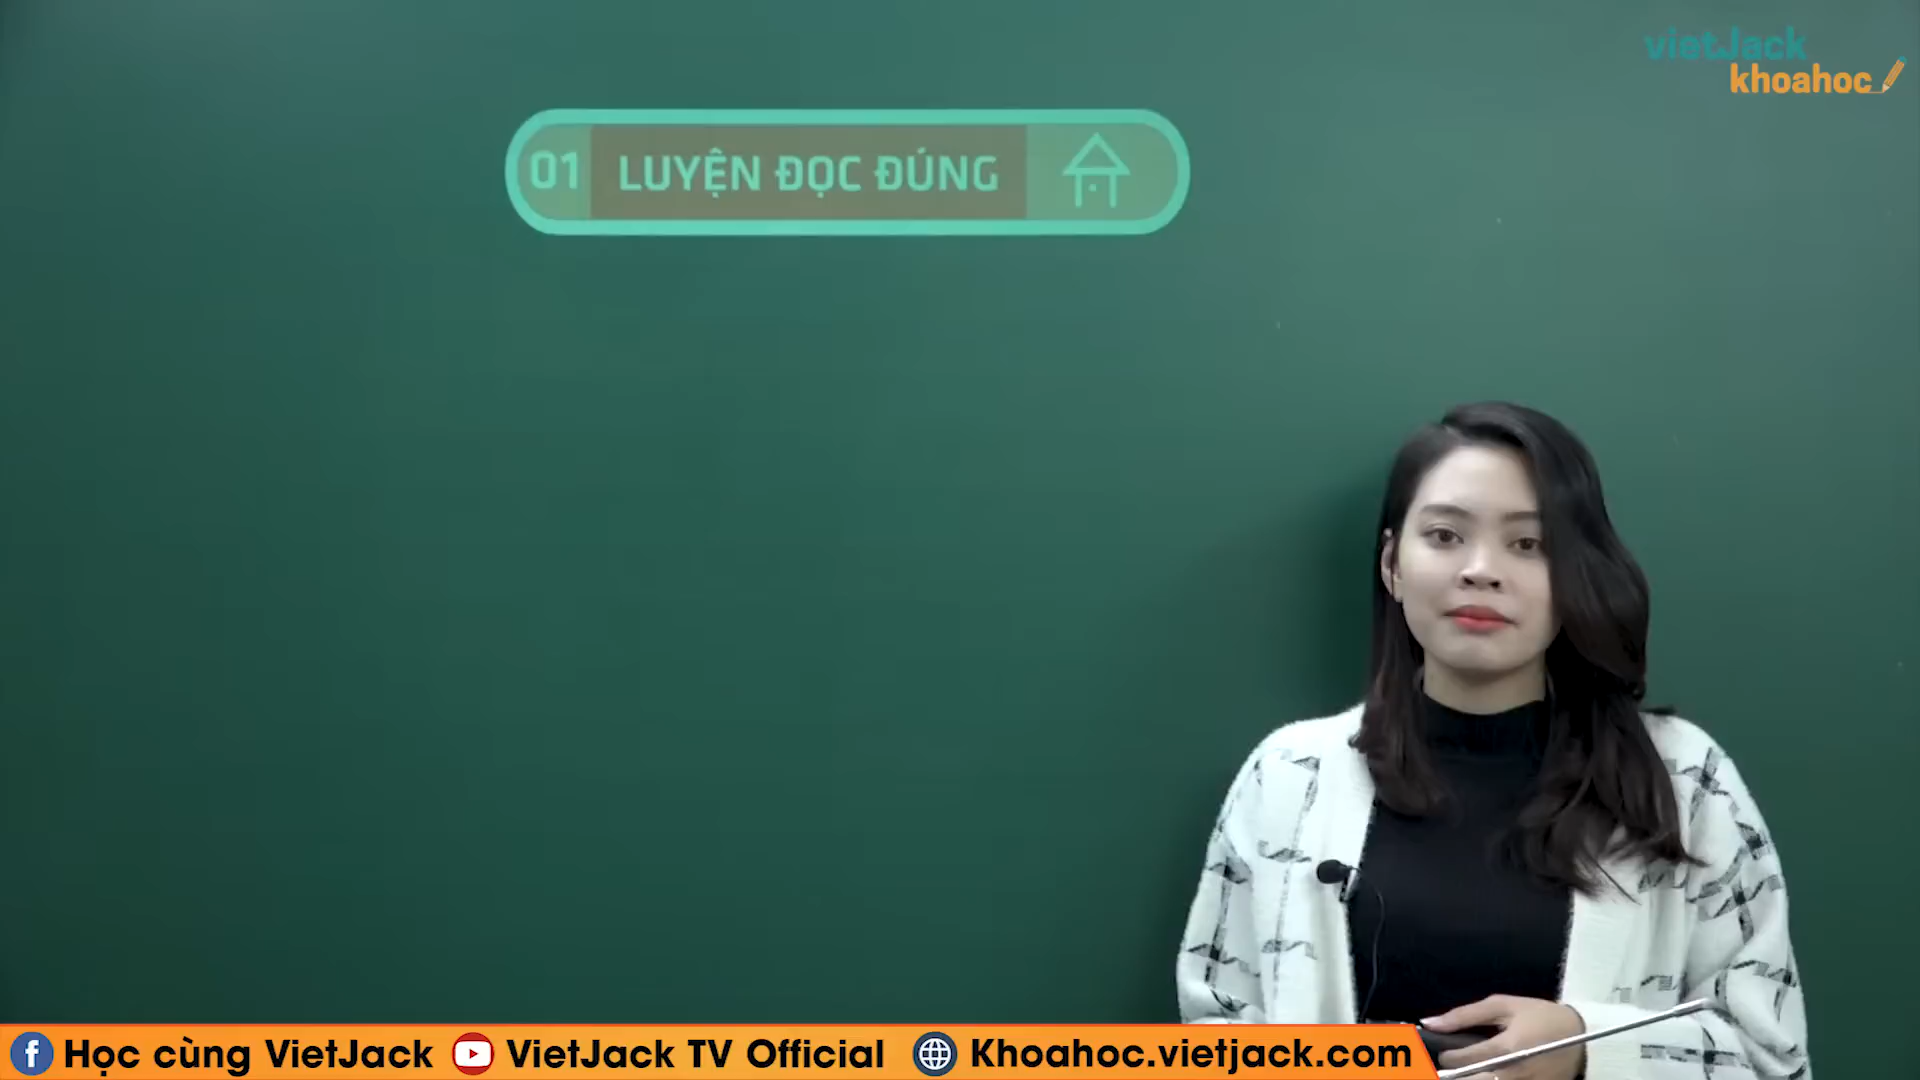 vietJack
khoahoc
01 LUYỆN ĐỌC ĐÚNG
Học cùng VietJack VietJack TV Official Khoahoc.vietjack.com